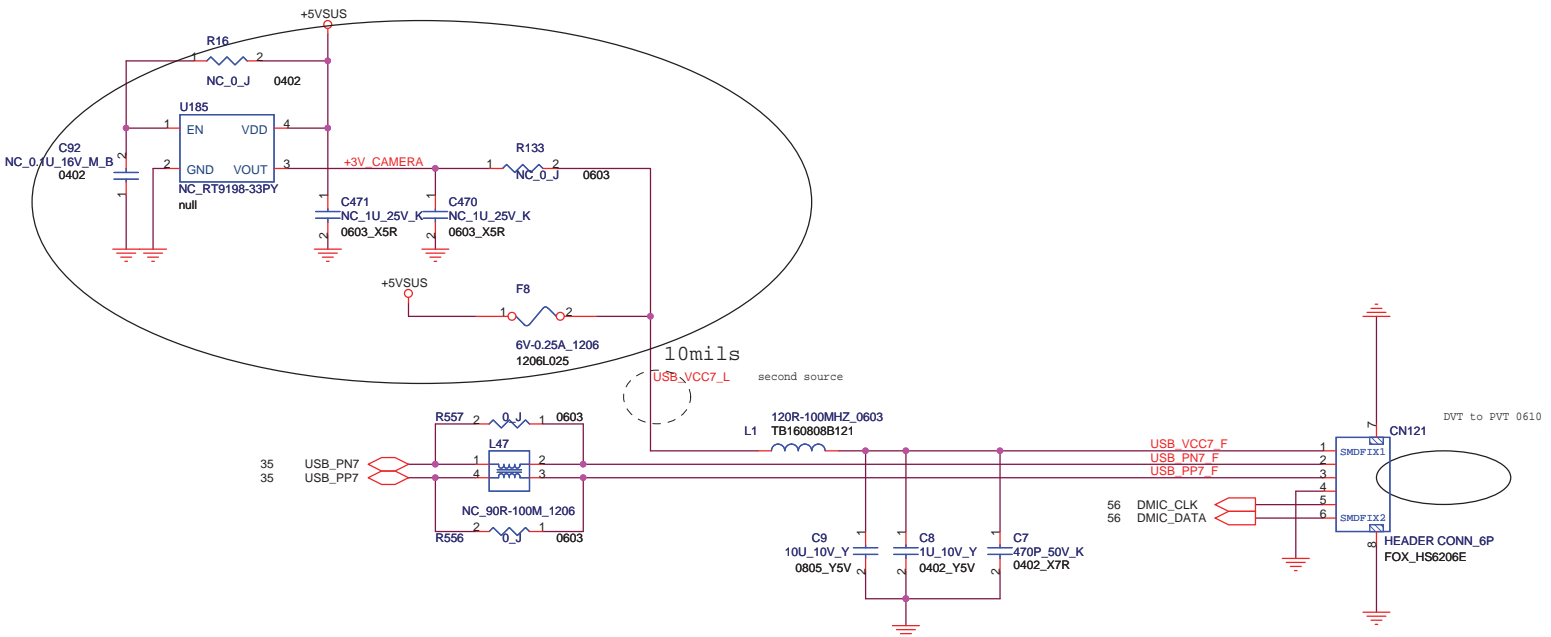 +5VSUS
R16
1 2
NC_0_J 0402
U185
1 EN VDD 4
2 GND VOUT 3
NC_RT9198-33PY
null
C92
NC_0.1U_16V_M_B
0402
2
1
+3V_CAMERA
R133
1 2
NC_0_J 0603
1
C471
NC_1U_25V_K
0603_X5R
2
1
C470
NC_1U_25V_K
0603_X5R
2
+5VSUS
F8
1 2
6V-0.25A_1206
1206L025
10mils
USB_VCC7_L second source
R557 2 0_J 1 0603
L47
35 USB_PN7 1 2
35 USB_PP7 4 3
NC_90R-100M_1206
R556 2 0_J 1 0603
120R-100MHZ_0603
L1 TB160808B121
C9
10U_10V_Y
0805_Y5V
1
2
C8
1U_10V_Y
0402_Y5V
1
2
C7
470P_50V_K
0402_X7R
1
2
DVT to PVT 0610
7
CN121
USB_VCC7_F 1 SMDFIX1
USB_PN7_F 2
USB_PP7_F 3
4
56 DMIC_CLK 5
56 DMIC_DATA 6 SMDFIX2
8
HEADER CONN_6P
FOX_HS6206E